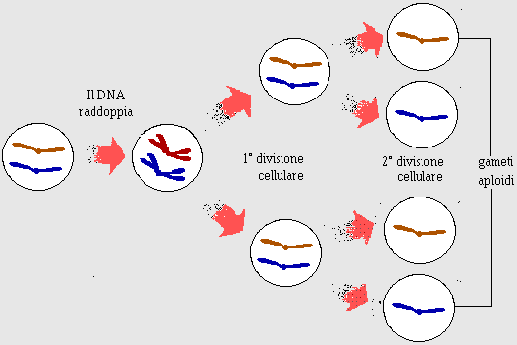 Il DNA
raddoppia
1° divisione
cellulare
2° divisione
cellulare
gameti
aploidi